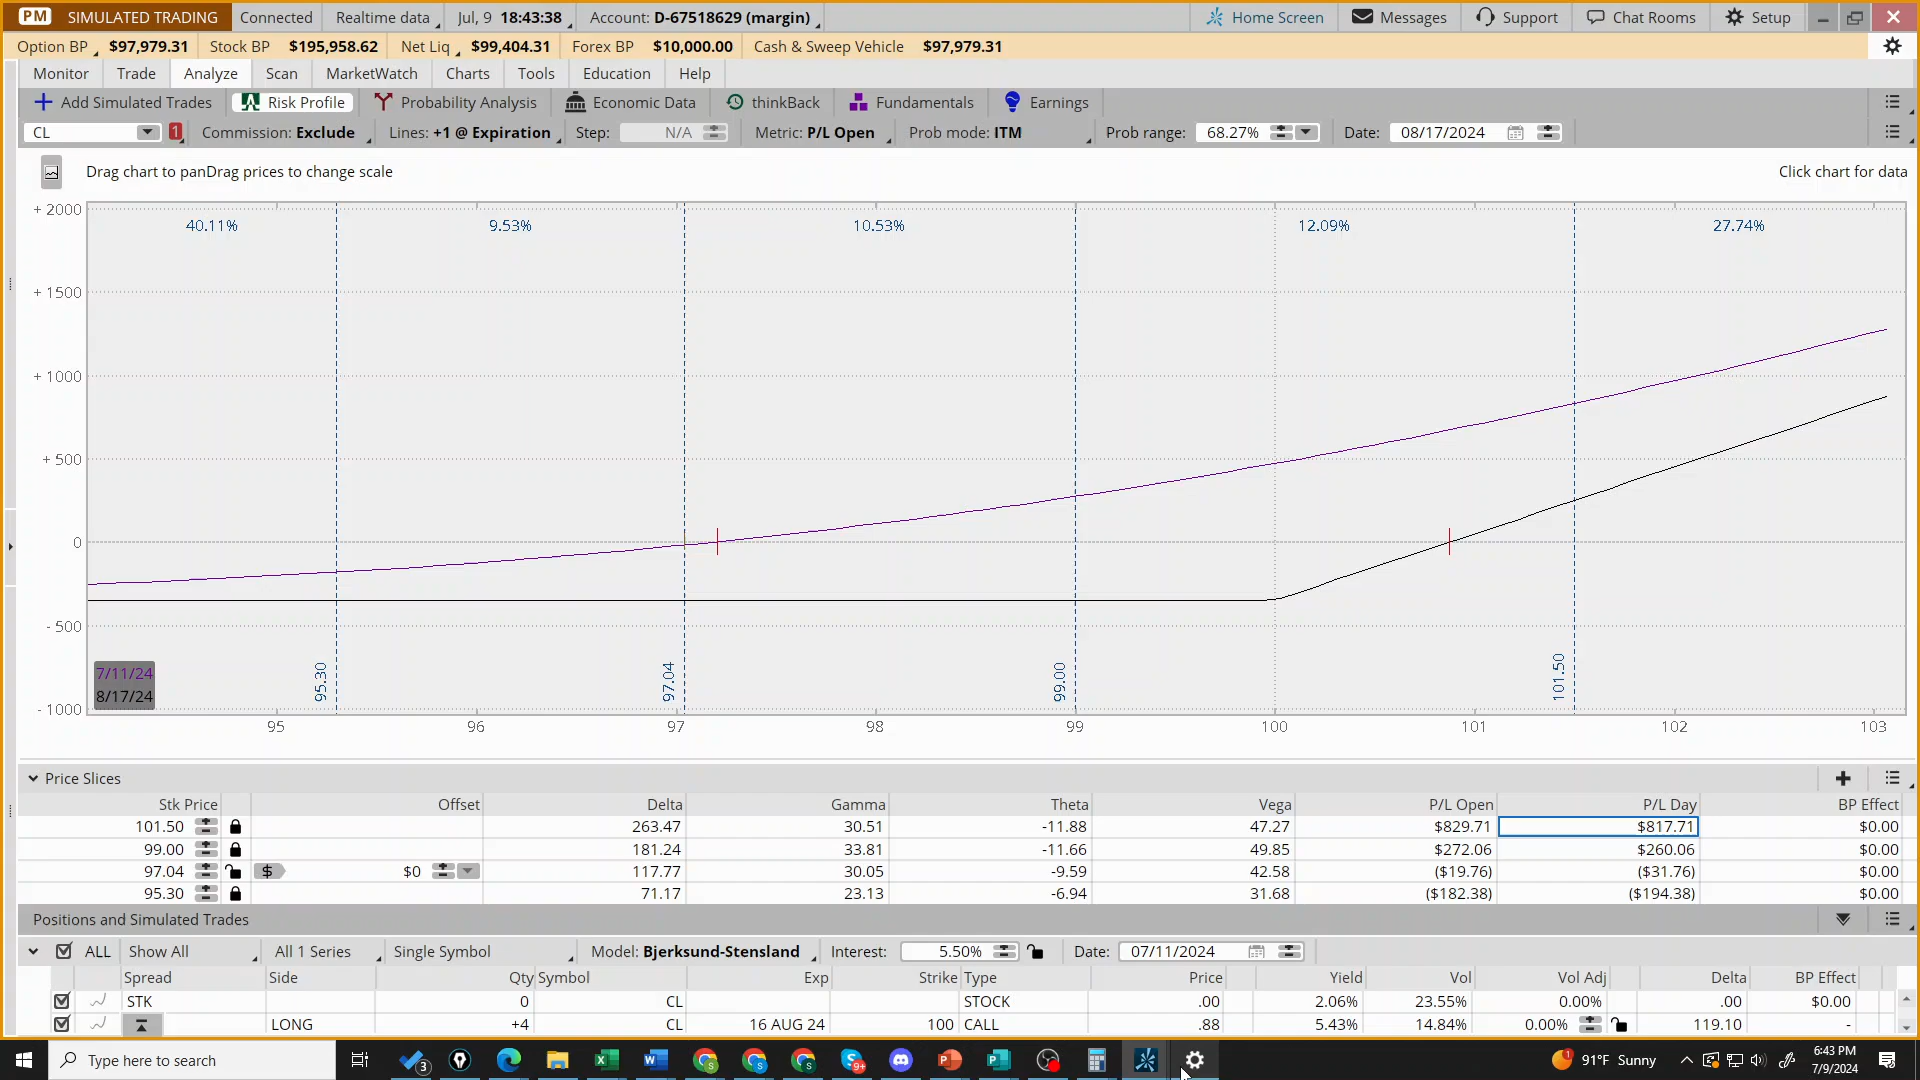 PM SIMULATED TRADING Connected Realtime data Jul, 9 18:43:38 Account: D-67518629 (margin) Home Screen Messages Support Chat Rooms Setup
Option BP $97,979.31 Stock BP $195,958.62 Net Liq $99,404.31 Forex BP $10,000.00 Cash & Sweep Vehicle $97,979.31
Monitor Trade Analyze Scan MarketWatch Charts Tools Education Help
Add Simulated Trades Risk Profile Probability Analysis Economic Data thinkBack Fundamentals Earnings
CL 1 Commission: Exclude Lines: +1 @ Expiration Step: N/A Metric: P/L Open Prob mode: ITM Prob range: 68.27% Date: 08/17/2024
Drag chart to panDrag prices to change scale Click chart for data
+ 2000
40.11% 9.53% 10.53% 12.09% 27.74%
+ 1500
+ 1000
+ 500
0
- 500
7/11/24
8/17/24
95.30 97.04 99.00 101.50
- 1000
95 96 97 98 99 100 101 102 103
Price Slices
Stk Price Offset Delta Gamma Theta Vega P/L Open P/L Day BP Effect
101.50 263.47 30.51 -11.88 47.27 $829.71 $817.71 $0.00
99.00 181.24 33.81 -11.66 49.85 $272.06 $260.06 $0.00
97.04 $ $0 117.77 30.05 -9.59 42.58 ($19.76) ($31.76) $0.00
95.30 71.17 23.13 -6.94 31.68 ($182.38) ($194.38) $0.00
Positions and Simulated Trades
ALL Show All All 1 Series Single Symbol Model: Bjerksund-Stensland Interest: 5.50% Date: 07/11/2024
Spread Side Qty Symbol Exp Strike Type Price Yield Vol Vol Adj Delta BP Effect
STK 0 CL STOCK .00 2.06% 23.55% 0.00% .00 $0.00
LONG +4 CL 16 AUG 24 100 CALL .88 5.43% 14.84% 0.00% 119.10 -
Type here to search 3 9+ 1 91°F Sunny 6:43 PM
7/9/2024